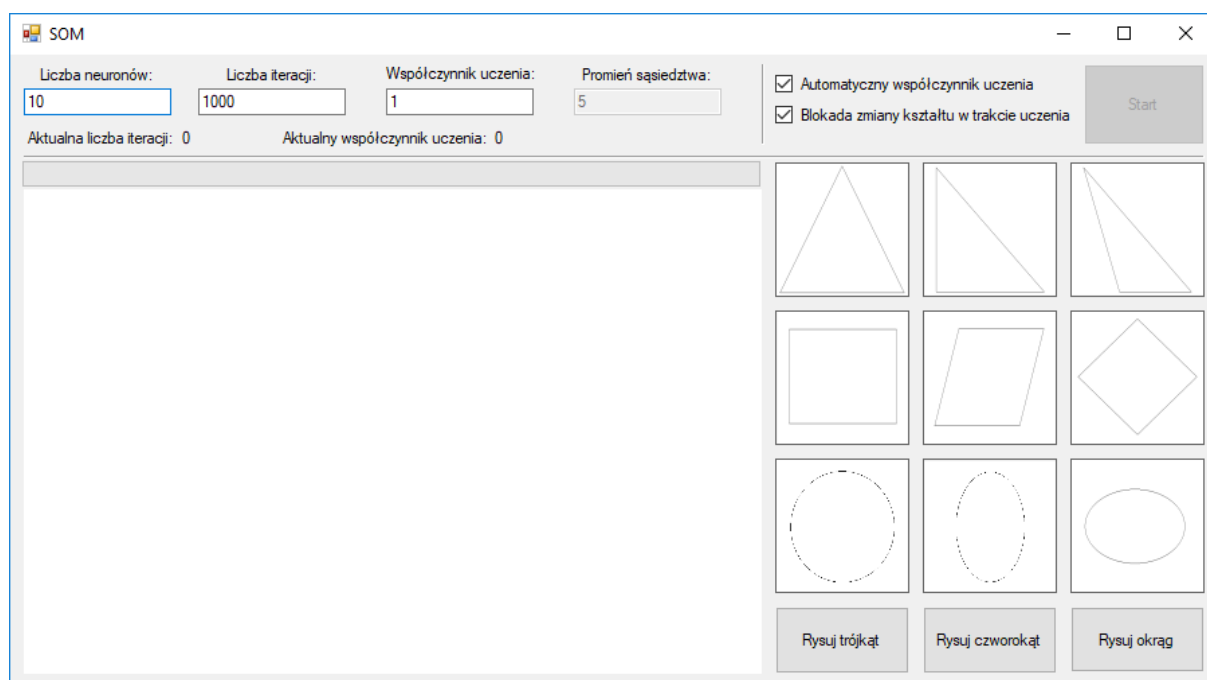 SOM
Liczba neuronów: Liczba iteracji: Współczynnik uczenia: Promień sąsiedztwa:
10 1000 1 5
Aktualna liczba iteracji: 0 Aktualny współczynnik uczenia: 0
Automatyczny współczynnik uczenia
Blokada zmiany kształtu w trakcie uczenia
Start
Rysuj trójkąt Rysuj czworokąt Rysuj okrąg